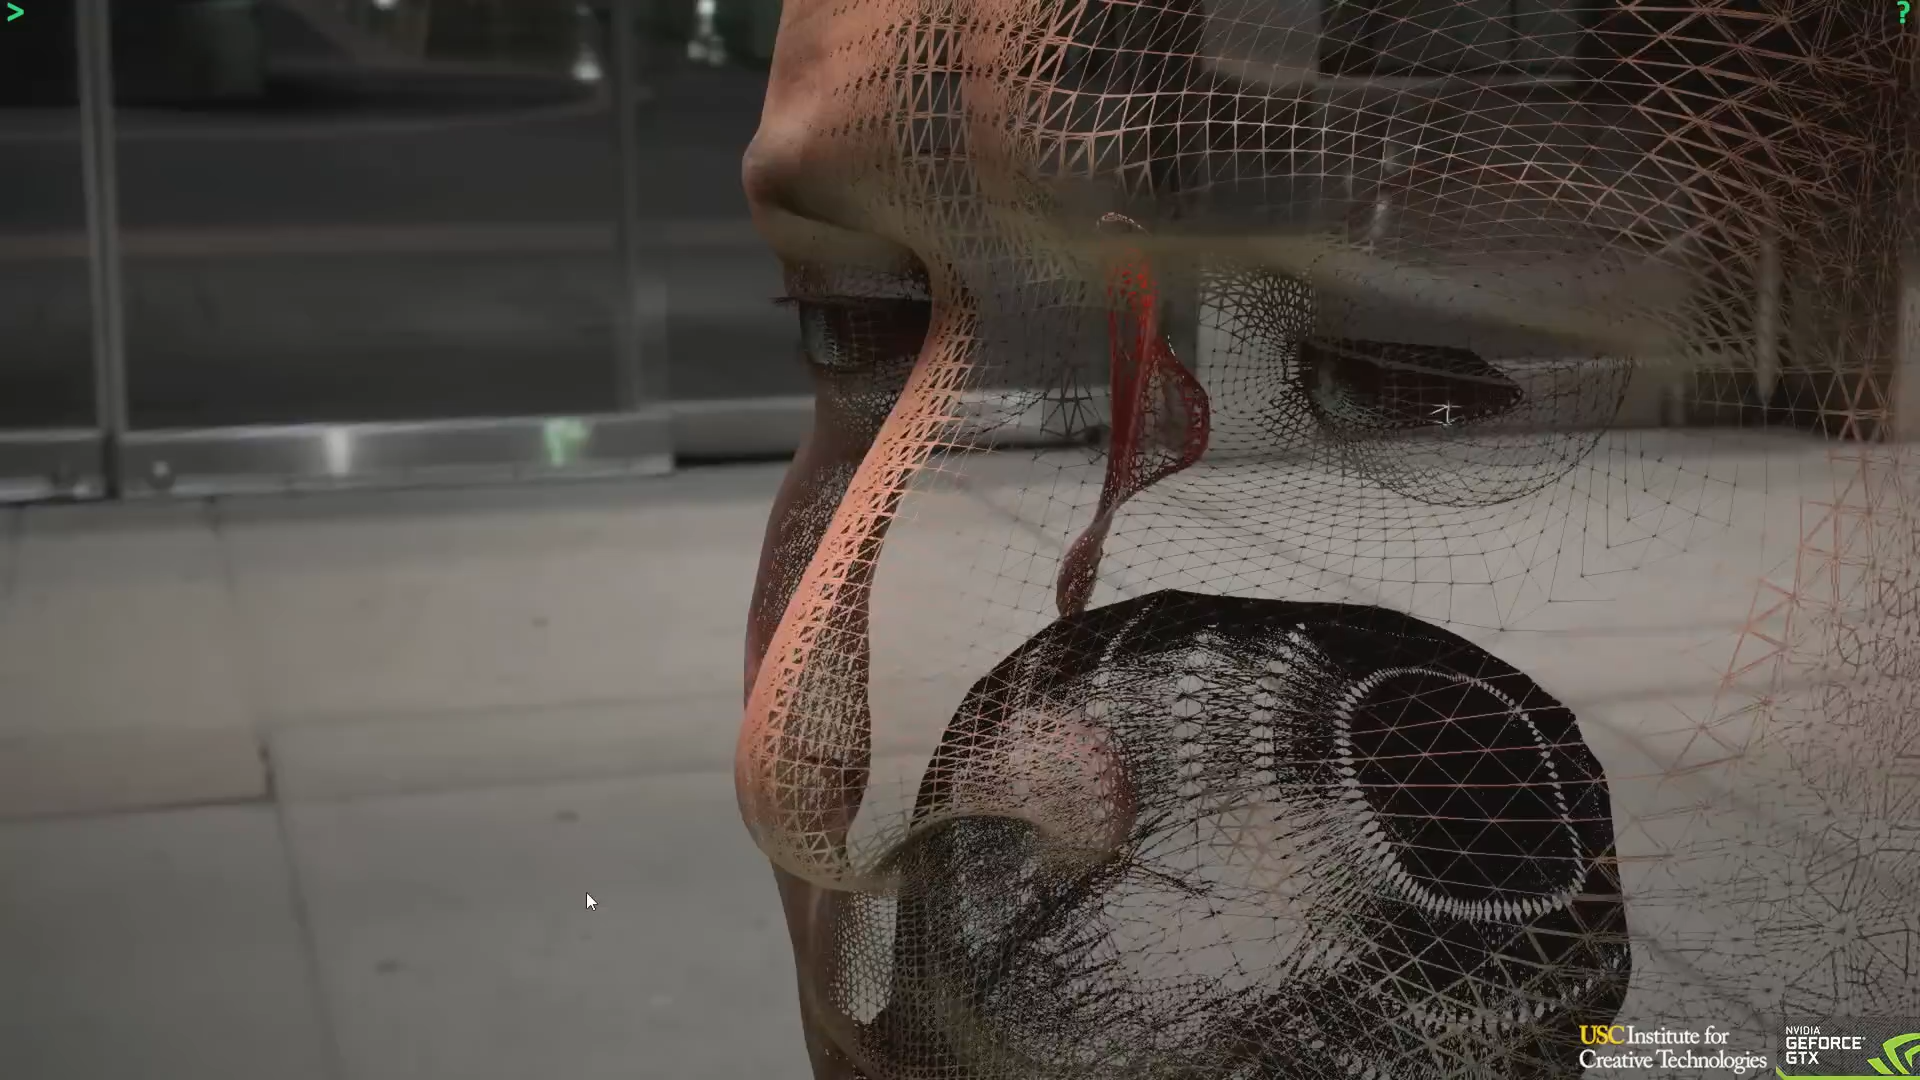 >
?
USC Institute for
Creative Technologies
NVIDIA
GEFORCE
GTX